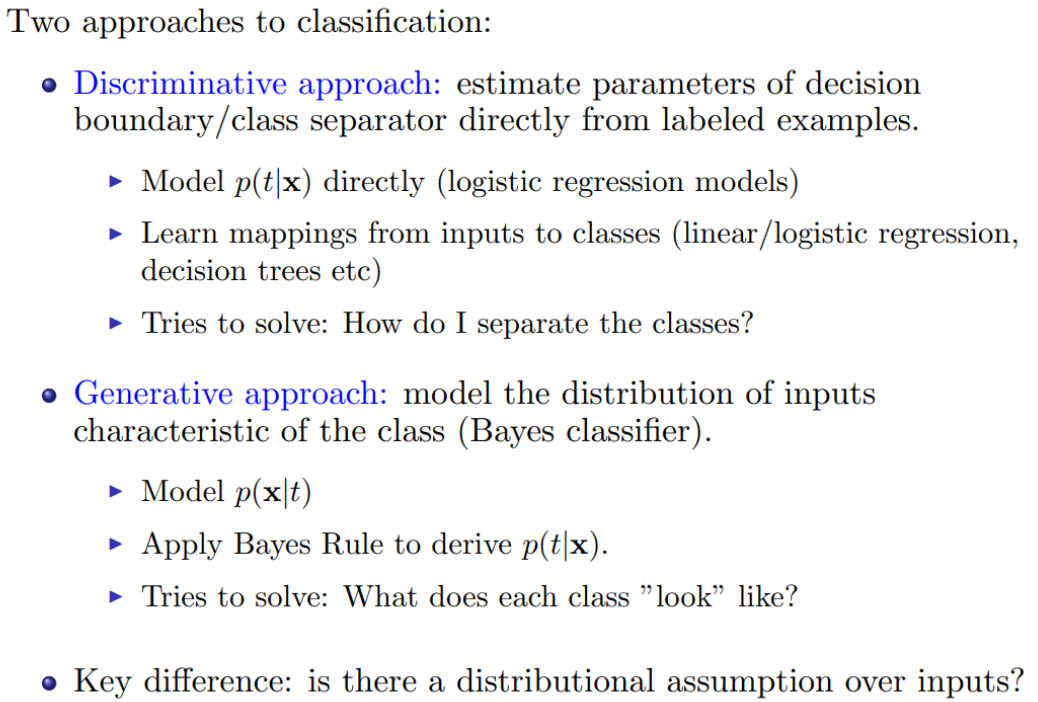 Two approaches to classification:
Discriminative approach: estimate parameters of decision
boundary/class separator directly from labeled examples.
Model p(t|x) directly (logistic regression models)
Learn mappings from inputs to classes (linear/logistic regression,
decision trees etc)
Tries to solve: How do I separate the classes?
Generative approach: model the distribution of inputs
characteristic of the class (Bayes classifier).
Model p(x|t)
Apply Bayes Rule to derive p(t|x).
Tries to solve: What does each class ”look” like?
Key difference: is there a distributional assumption over inputs?